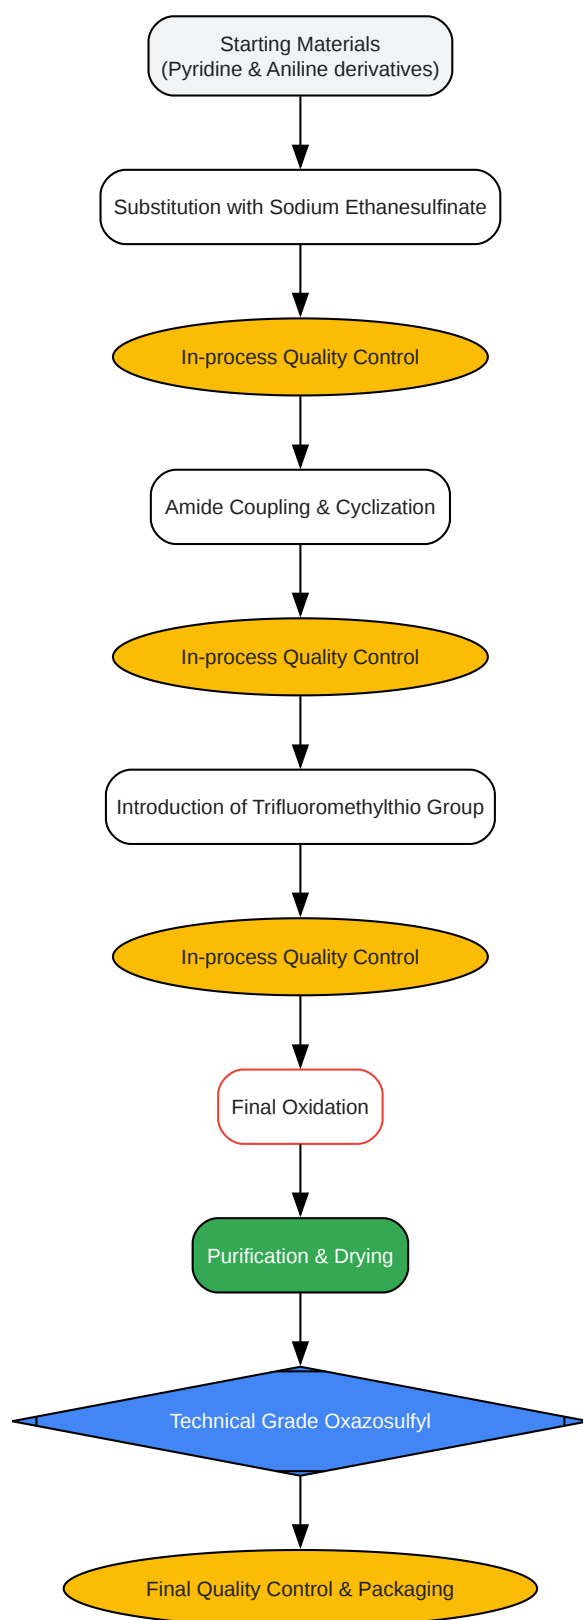 Starting Materials
(Pyridine & Aniline derivatives)
Substitution with Sodium Ethanesulfinate
In-process Quality Control
Amide Coupling & Cyclization
In-process Quality Control
Introduction of Trifluoromethylthio Group
In-process Quality Control
Final Oxidation
Purification & Drying
Technical Grade Oxazosulfyl
Final Quality Control & Packaging